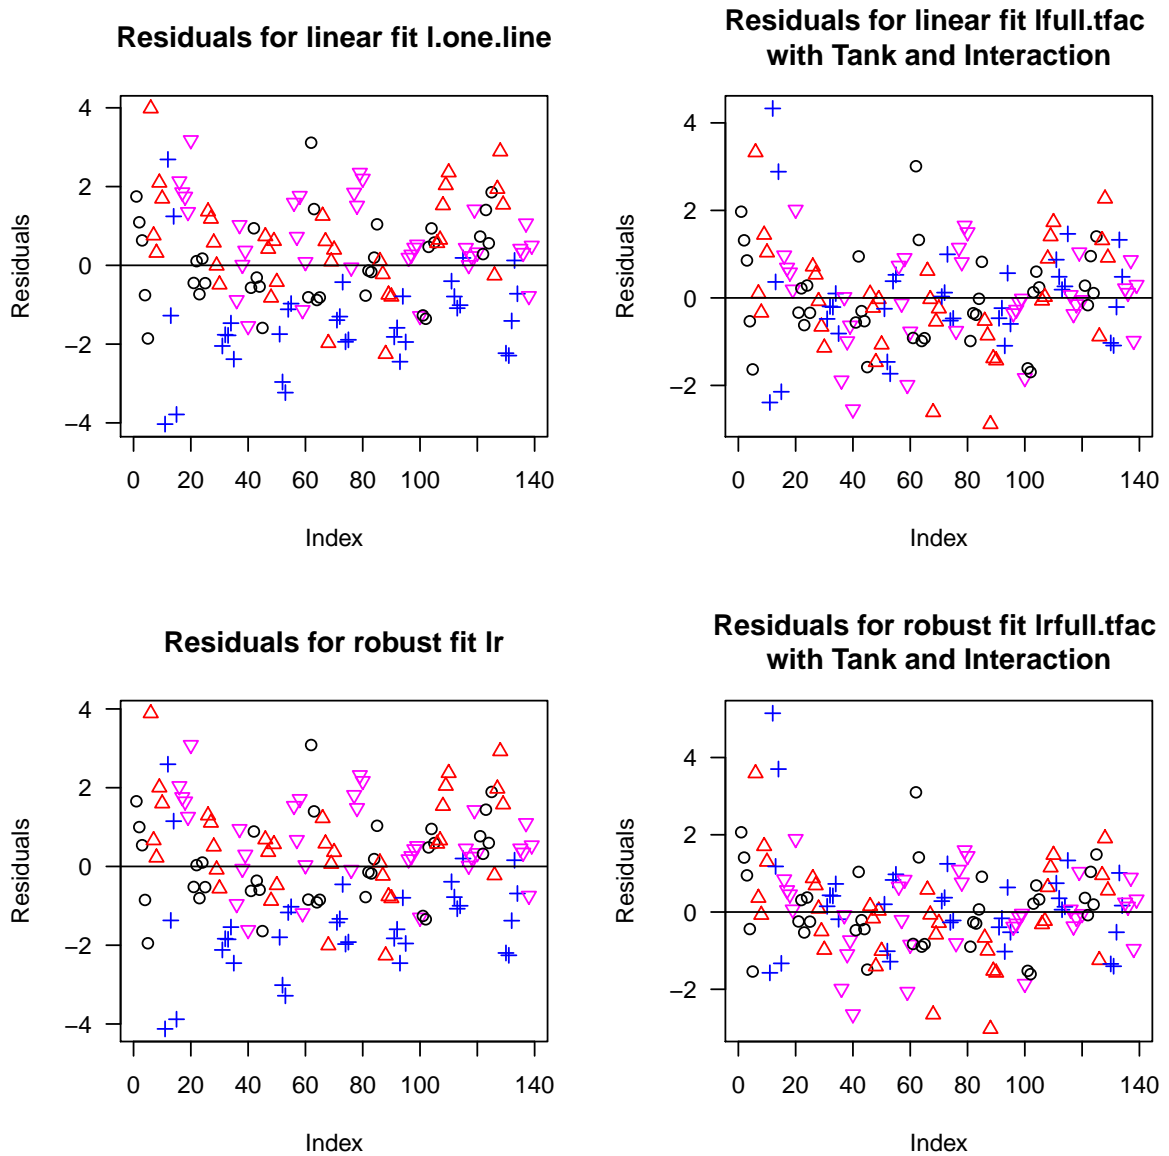 Residuals for linear fit l.one.line
Residuals
4
2
0
−2
−4
0 20 40 60 80 100 140
Index
Residuals for linear fit lfull.tfac
with Tank and Interaction
Residuals
4
2
0
−2
0 20 40 60 80 100 140
Index
Residuals for robust fit lr
Residuals
4
2
0
−2
−4
0 20 40 60 80 100 140
Index
Residuals for robust fit lrfull.tfac
with Tank and Interaction
Residuals
4
2
0
−2
0 20 40 60 80 100 140
Index